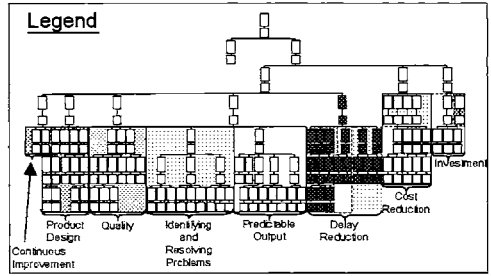 Legend
Investment
Cost
Reduction
Product
Design
Quality
Identifying
and
Resolving
Problems
Predictable
Output
Delay
Reduction
Continuous
Improvement